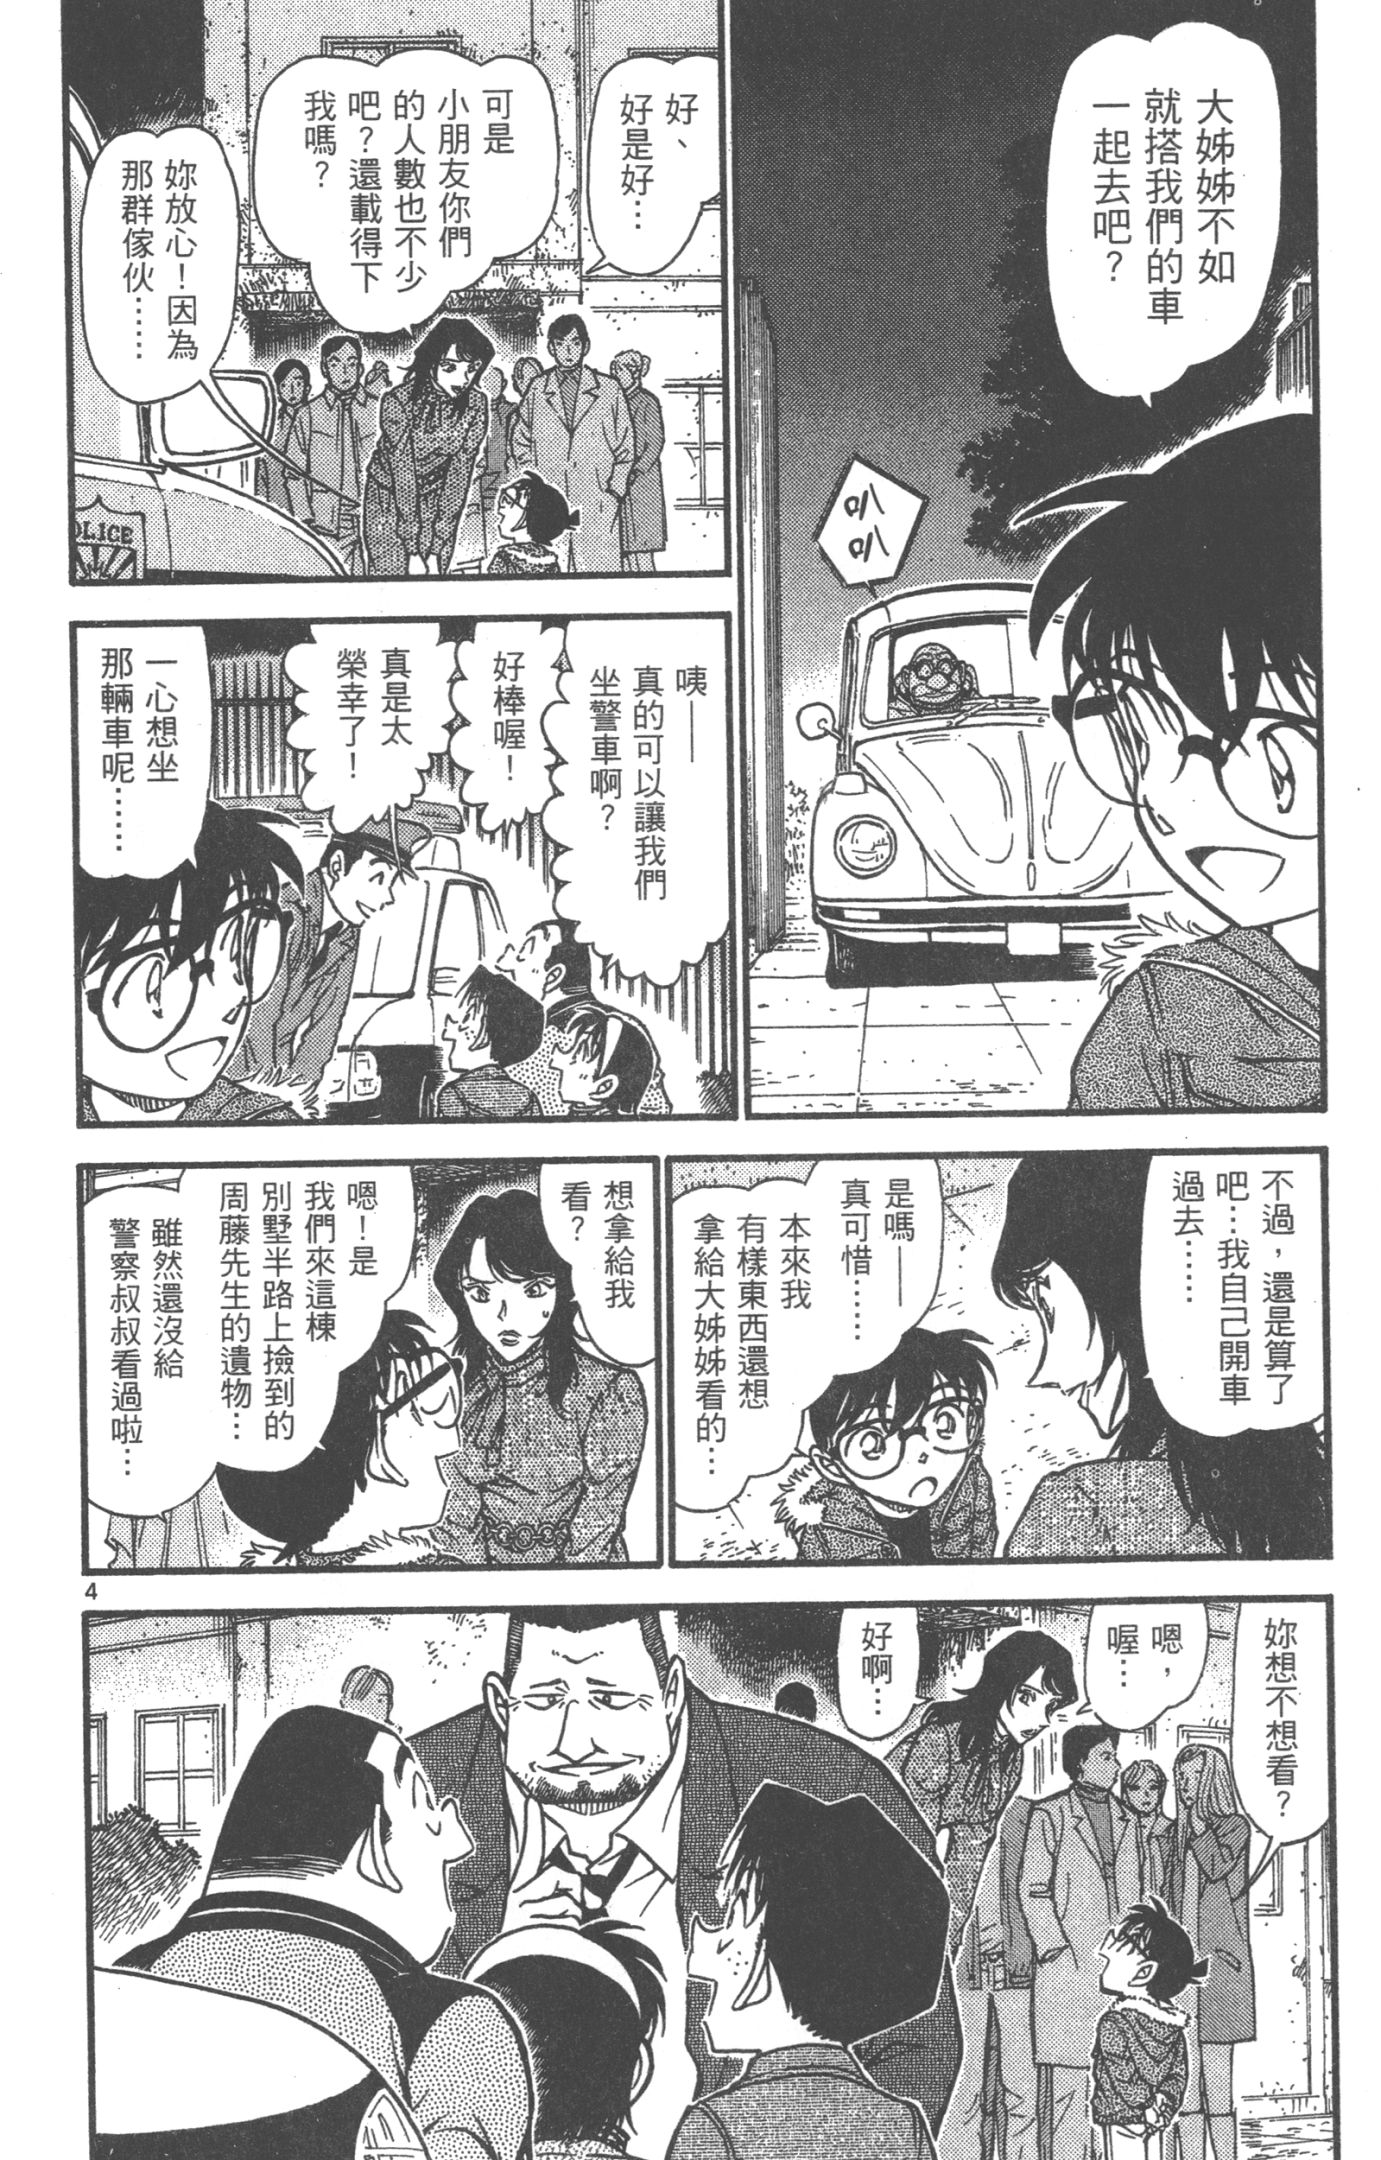 大姊姊不如
就搭我們的車
一起去吧？
叭
叭
好、
好是好…
可是
小朋友你們
的人數也不少
吧？還載得下
我嗎？
妳放心！因為
那群傢伙……
POLICE
咦——
真的可以讓我們
坐警車啊？
好棒喔！
真是太
榮幸了！
一心想坐
那輛車呢……
不過，還是算了
吧…我自己開車
過去……
是嗎——
真可惜……
本來我
有樣東西還想
拿給大姊姊看的…
想拿給我
看？
嗯！是
我們來這棟
別墅半路上撿到的
周藤先生的遺物…
雖然還沒給
警察叔叔看過啦…
4
妳想不想看？
嗯，
喔…
好啊…